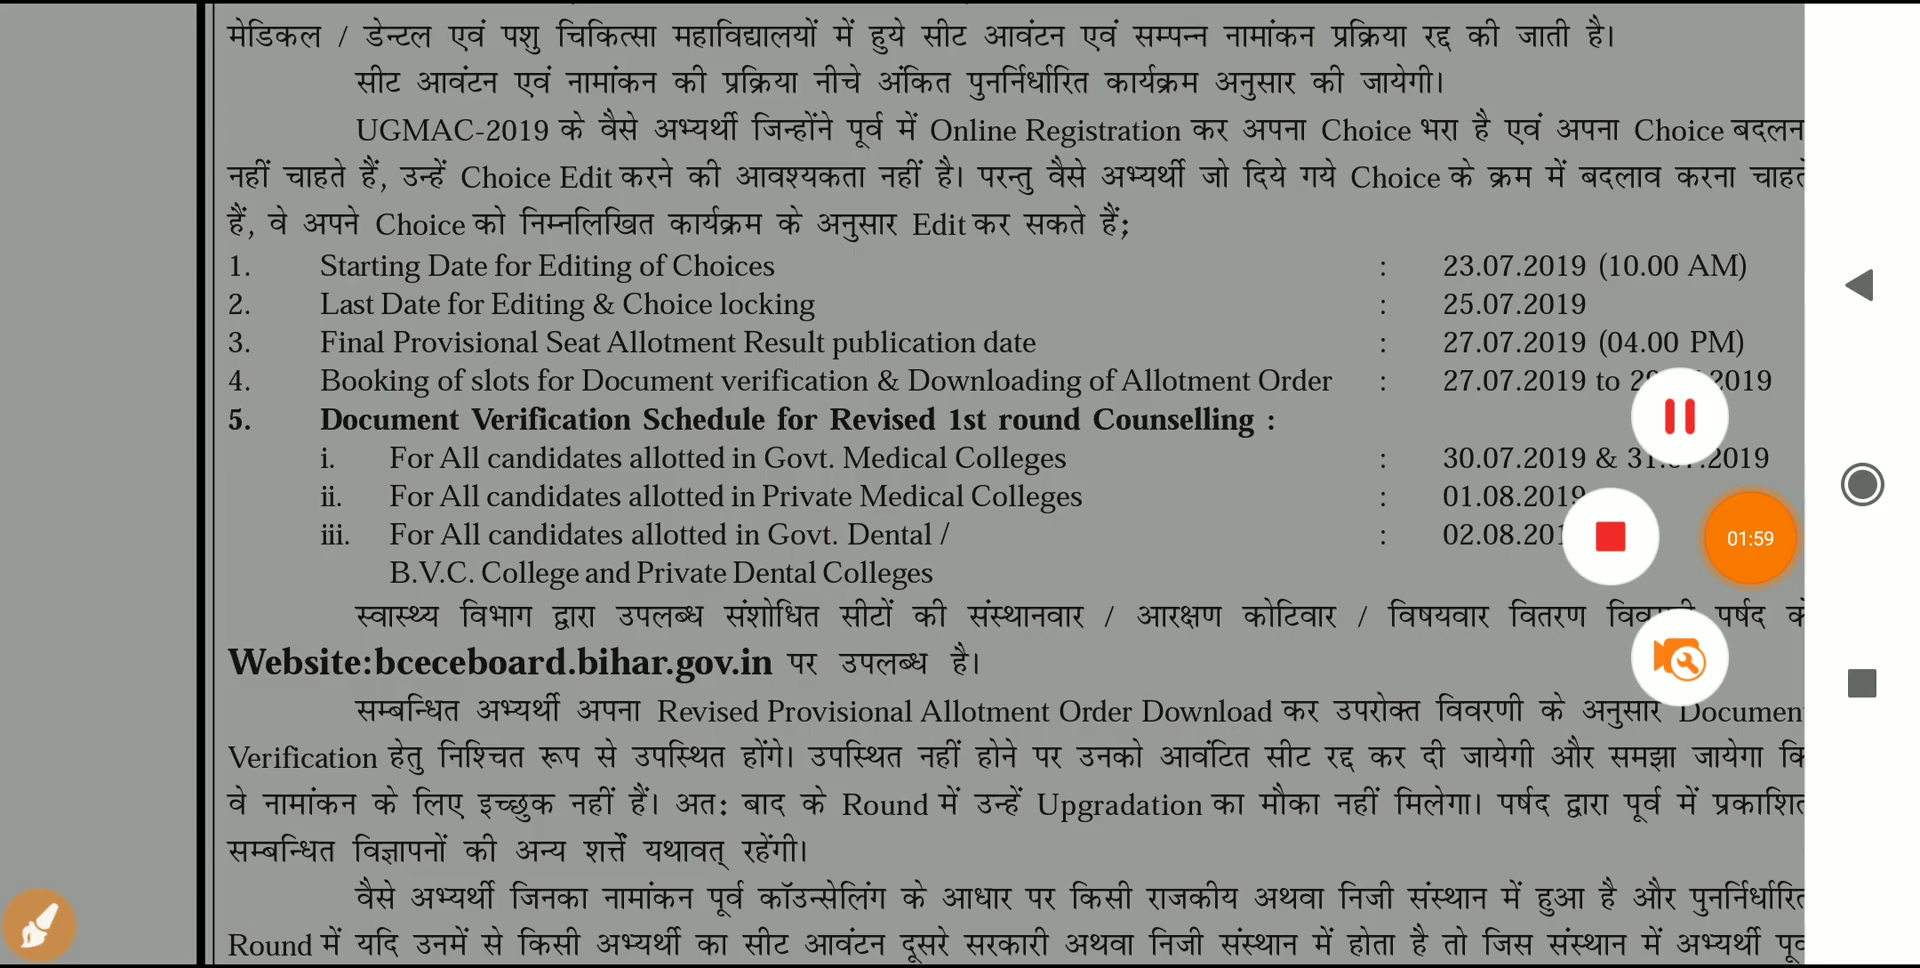 मेडिकल / डेन्टल एवं पशु चिकित्सा महाविद्यालयों में हुये सीट आवंटन एवं सम्पन्न नामांकन प्रक्रिया रद्द की जाती है।
सीट आवंटन एवं नामांकन की प्रक्रिया नीचे अंकित पुनर्निर्धारित कार्यक्रम अनुसार की जायेगी।
UGMAC-2019 के वैसे अभ्यर्थी जिन्होंने पूर्व में Online Registration कर अपना Choice भरा है एवं अपना Choice बदलन
नहीं चाहते हैं, उन्हें Choice Edit करने की आवश्यकता नहीं है। परन्तु वैसे अभ्यर्थी जो दिये गये Choice के क्रम में बदलाव करना चाहते
हैं, वे अपने Choice को निम्नलिखित कार्यक्रम के अनुसार Edit कर सकते हैं;
1. Starting Date for Editing of Choices : 23.07.2019 (10.00 AM)
2. Last Date for Editing & Choice locking : 25.07.2019
3. Final Provisional Seat Allotment Result publication date : 27.07.2019 (04.00 PM)
4. Booking of slots for Document verification & Downloading of Allotment Order : 27.07.2019 to
5. Document Verification Schedule for Revised 1st round Counselling :
i. For All candidates allotted in Govt. Medical Colleges : 30.07.2019 &
ii. For All candidates allotted in Private Medical Colleges : 01.08.2019
iii. For All candidates allotted in Govt. Dental / :
01:59
B.V.C. College and Private Dental Colleges
स्वास्थ्य विभाग द्वारा उपलब्ध संशोधित सीटों की संस्थानवार / आरक्षण कोटिवार / विषयवार वितरण पर्षद के
Website:bceceboard.bihar.gov.in पर उपलब्ध है।
सम्बन्धित अभ्यर्थी अपना Revised Provisional Allotment Order Download कर उपरोक्त विवरणी के अनुसार Documen
Verification हेतु निश्चित रूप से उपस्थित होंगे। उपस्थित नहीं होने पर उनको आवंटित सीट रद्द कर दी जायेगी और समझा जायेगा कि
वे नामांकन के लिए इच्छुक नहीं हैं। अतः बाद के Round में उन्हें Upgradation का मौका नहीं मिलेगा। पर्षद द्वारा पूर्व में प्रकाशित
सम्बन्धित विज्ञापनों की अन्य शर्त्तें यथावत् रहेंगी।
वैसे अभ्यर्थी जिनका नामांकन पूर्व कॉउन्सेलिंग के आधार पर किसी राजकीय अथवा निजी संस्थान में हुआ है और पुनर्निर्धारित
Round में यदि उनमें से किसी अभ्यर्थी का सीट आवंटन दूसरे सरकारी अथवा निजी संस्थान में होता है तो जिस संस्थान में अभ्यर्थी पूर्व